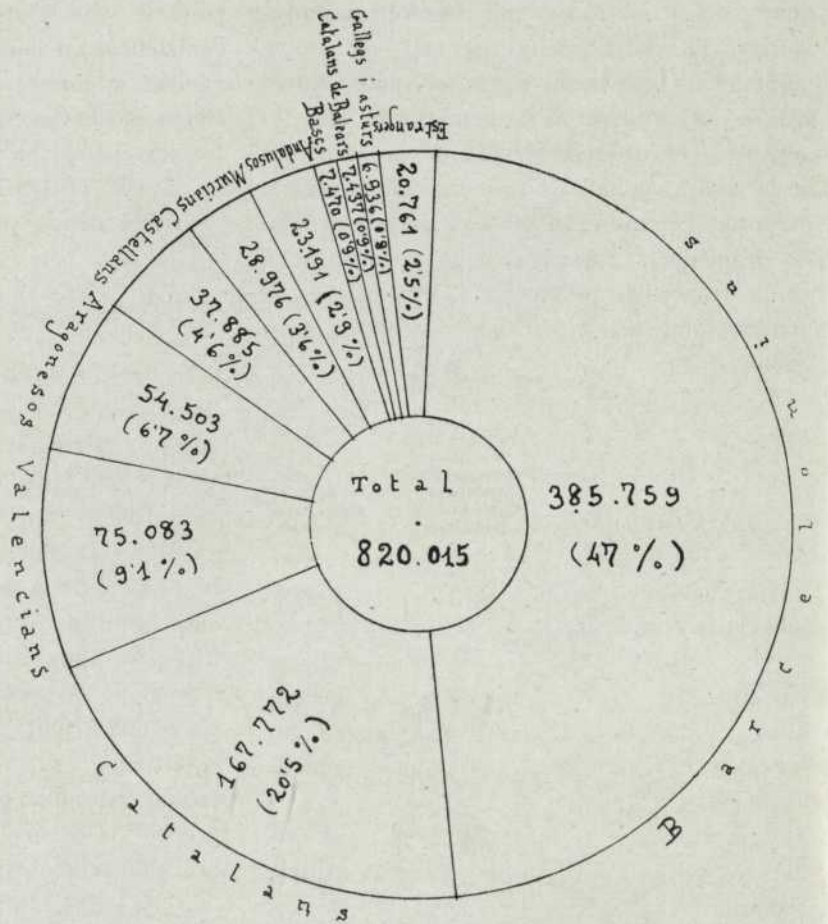 Gallegs i asturs
Catalans de Balears
Bascs
Estrangers
Andalusos
Murcians
Castellans
Aragonesos
Valencians
Catalans
Barcelonins
20.761 (2'5%)
6.936 (0'8%)
7.437 (0'9%)
7.470 (0'9%)
23.191 (2'9%)
28.976 (3'6%)
37.885
(4'6%)
54.503
(6'7%)
75.083
(9'1%)
167.772
(20'5%)
385.759
(47%)
Total
820.015